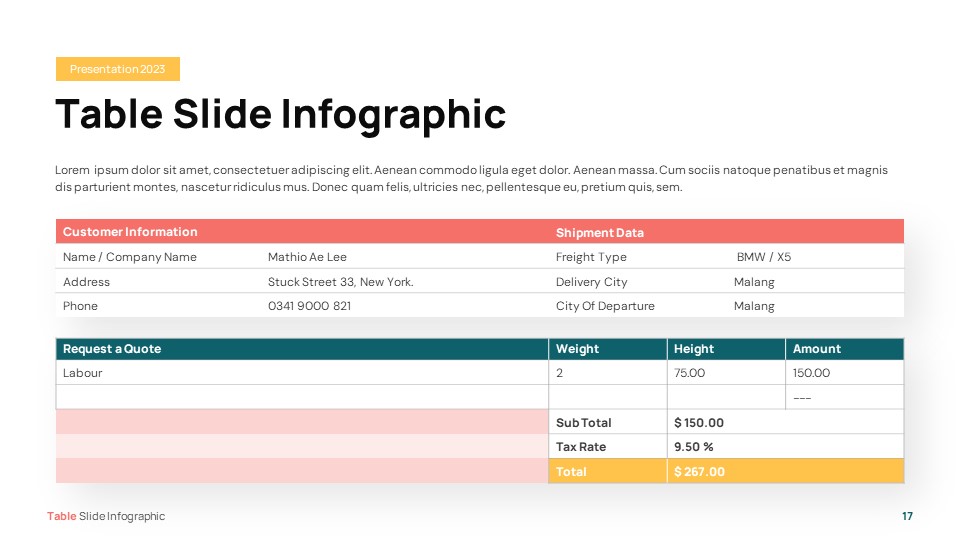 Presentation 2023
Table Slide Infographic
Lorem ipsum dolor sit amet, consectetuer adipiscing elit. Aenean commodo ligula eget dolor. Aenean massa. Cum sociis natoque penatibus et magnis
dis parturient montes, nascetur ridiculus mus. Donec quam felis, ultricies nec, pellentesque eu, pretium quis, sem.
Customer Information Shipment Data
Name / Company Name Mathio Ae Lee Freight Type BMW / X5
Address Stuck Street 33, New York. Delivery City Malang
Phone 0341 9000 821 City Of Departure Malang
Request a Quote Weight Height Amount
Labour 2 75.00 150.00
---
Sub Total $ 150.00
Tax Rate 9.50 %
Total $ 267.00
Table Slide Infographic 17